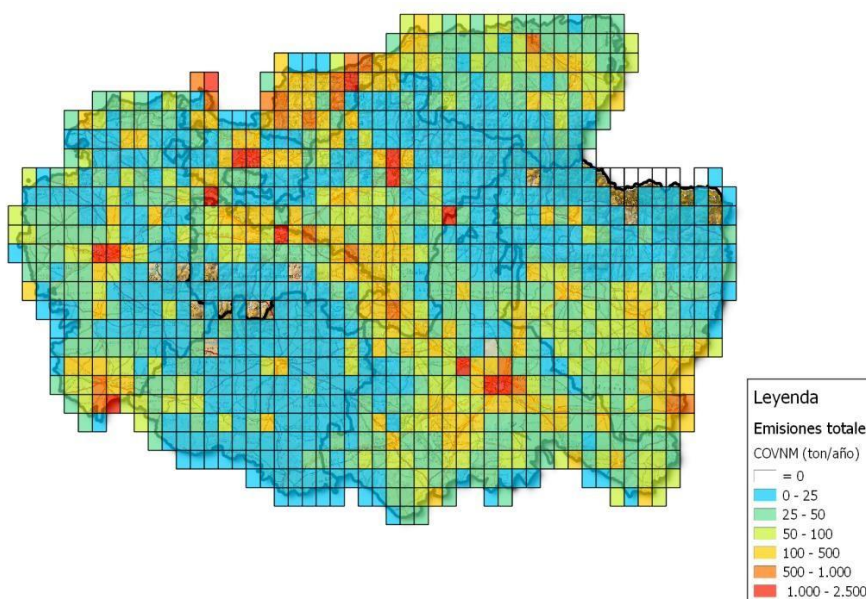 Leyenda
Emisiones totale
COVNM (ton/año)
= 0
0 - 25
25 - 50
50 - 100
100 - 500
500 - 1.000
1.000 - 2.500